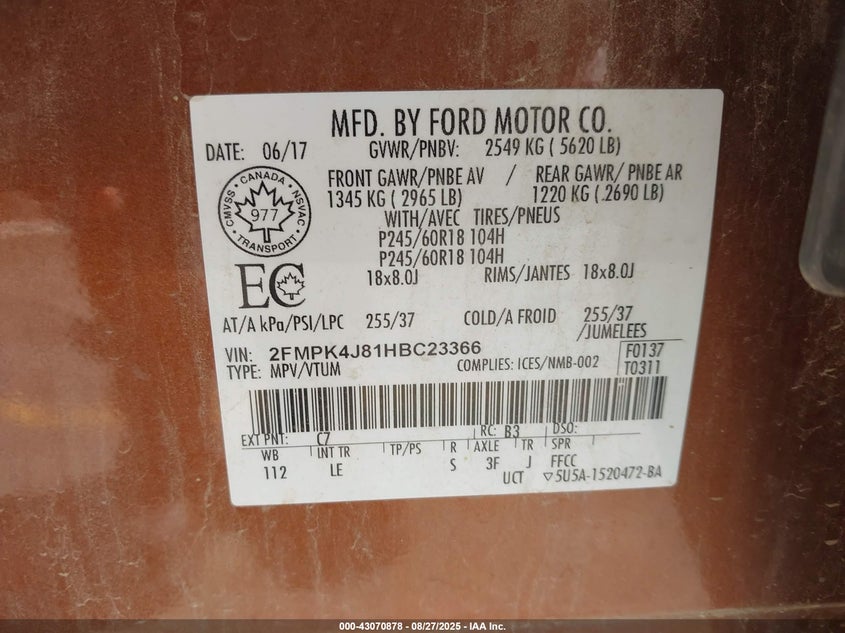 MFD. BY FORD MOTOR CO.
DATE: 06/17 GVWR/PNBV: 2549 KG ( 5620 LB)
FRONT GAWR/PNBE AV / REAR GAWR/ PNBE AR
1345 KG ( 2965 LB) 1220 KG ( 2690 LB)
WITH/AVEC TIRES/PNEUS
P245/60R18 104H
P245/60R18 104H
18x8.0J RIMS/JANTES 18x8.0J
CMVSS · CANADA · NSVAC
977
TRANSPORT
EC
AT/A kPa/PSI/LPC 255/37 COLD/A FROID 255/37
/JUMELEES
VIN: 2FMPK4J81HBC23366 F0137
TYPE: MPV/VTUM COMPLIES: ICES/NMB-002 T0311
EXT PNT: C7 RC: B3 DSO:
WB INT TR TP/PS R AXLE TR SPR
112 LE S 3F J FFCC
UCT ▽5U5A-1520472-BA
000-43070878 - 08/27/2025 - IAA Inc.